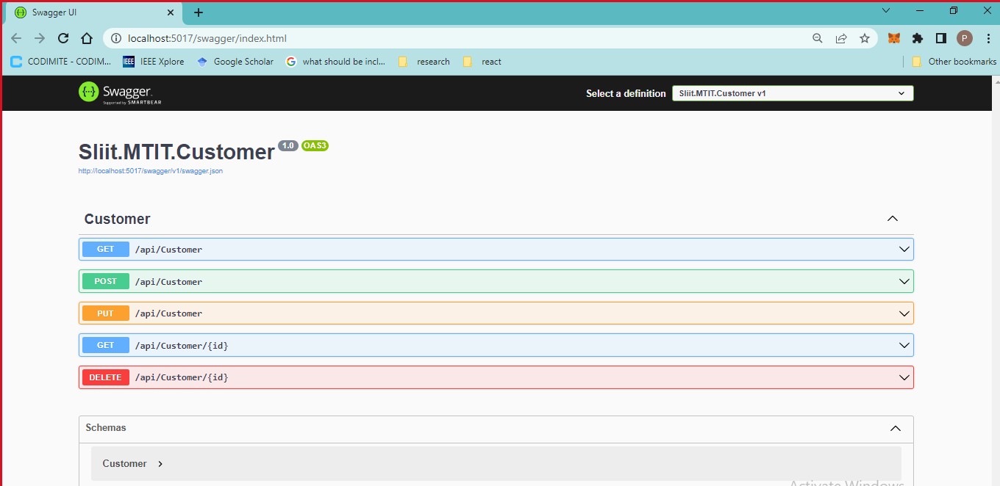 Swagger UI
localhost:5017/swagger/index.html
P
CODIMITE - CODIM... IEEE IEEE Xplore Google Scholar G what should be incl... research react Other bookmarks
{...} Swagger. Select a definition Sliit.MTIT.Customer v1
Supported by SMARTBEAR
Sliit.MTIT.Customer 1.0 OAS3
http://localhost:5017/swagger/v1/swagger.json
Customer
GET /api/Customer
POST /api/Customer
PUT /api/Customer
GET /api/Customer/{id}
DELETE /api/Customer/{id}
Schemas
Customer
Activate Windows